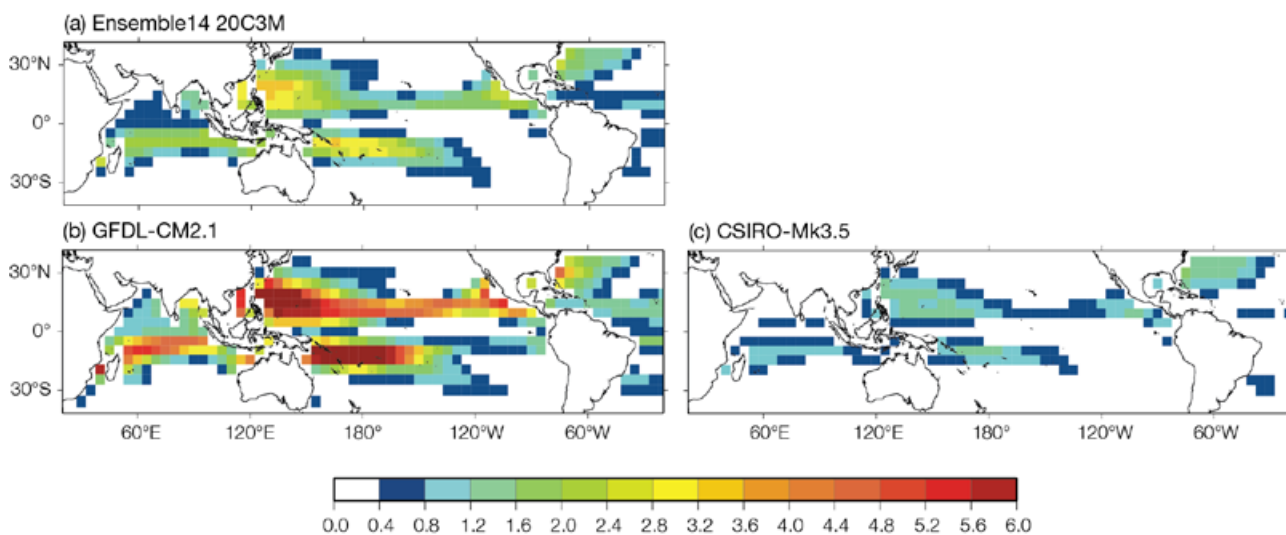 (a) Ensemble14 20C3M
30°N
0°
30°S
(b) GFDL-CM2.1
(c) CSIRO-Mk3.5
30°N
0°
30°S
60°E 120°E 180° 120°W 60°W
60°E 120°E 180° 120°W 60°W
0.0 0.4 0.8 1.2 1.6 2.0 2.4 2.8 3.2 3.6 4.0 4.4 4.8 5.2 5.6 6.0